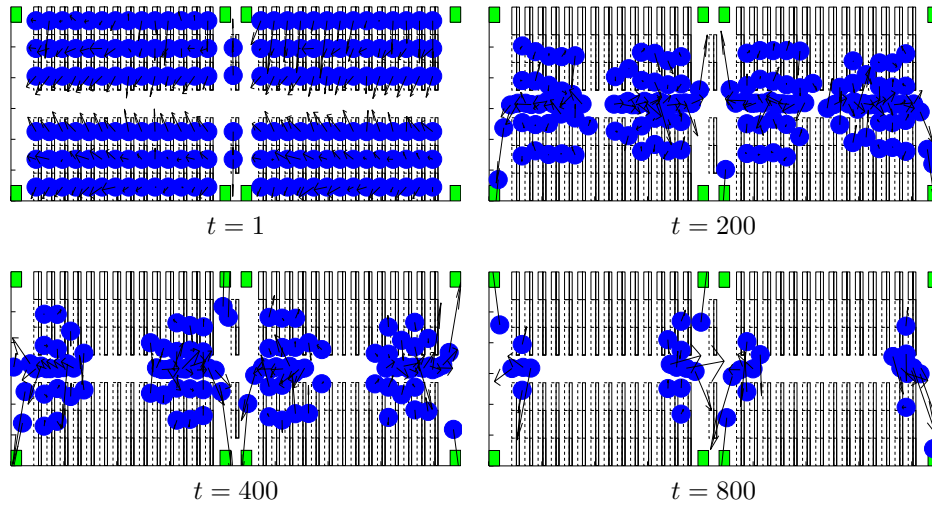 t = 1
t = 200
t = 400
t = 800